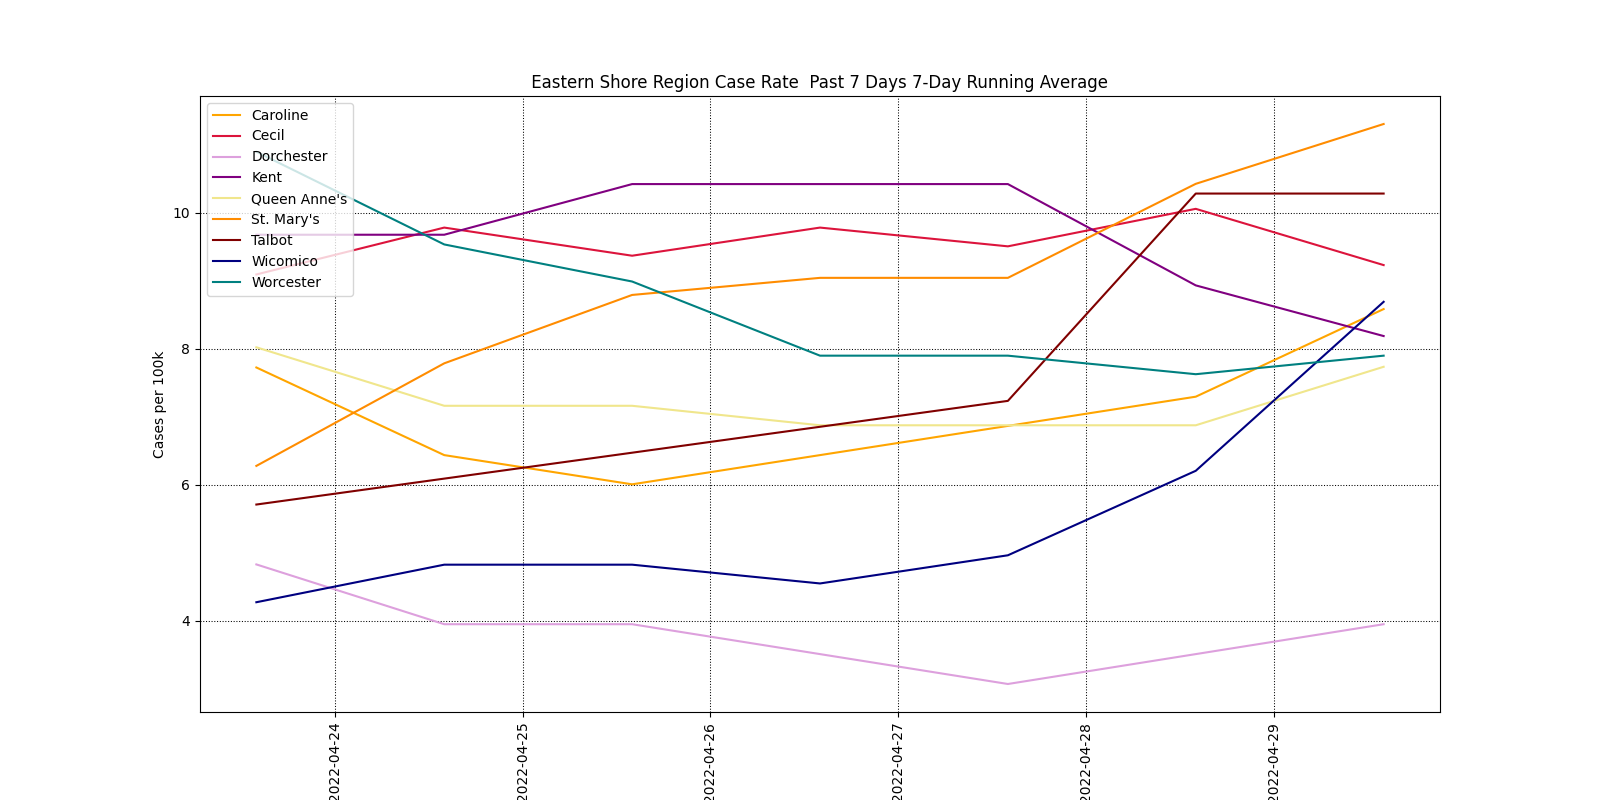 Eastern Shore Region Case Rate  Past 7 Days 7-Day Running Average
Caroline
Cecil
Dorchester
Kent
Queen Anne's
St. Mary's
Talbot
Wicomico
Worcester
10
8
6
4
Cases per 100k
2022-04-24
2022-04-25
2022-04-26
2022-04-27
2022-04-28
2022-04-29